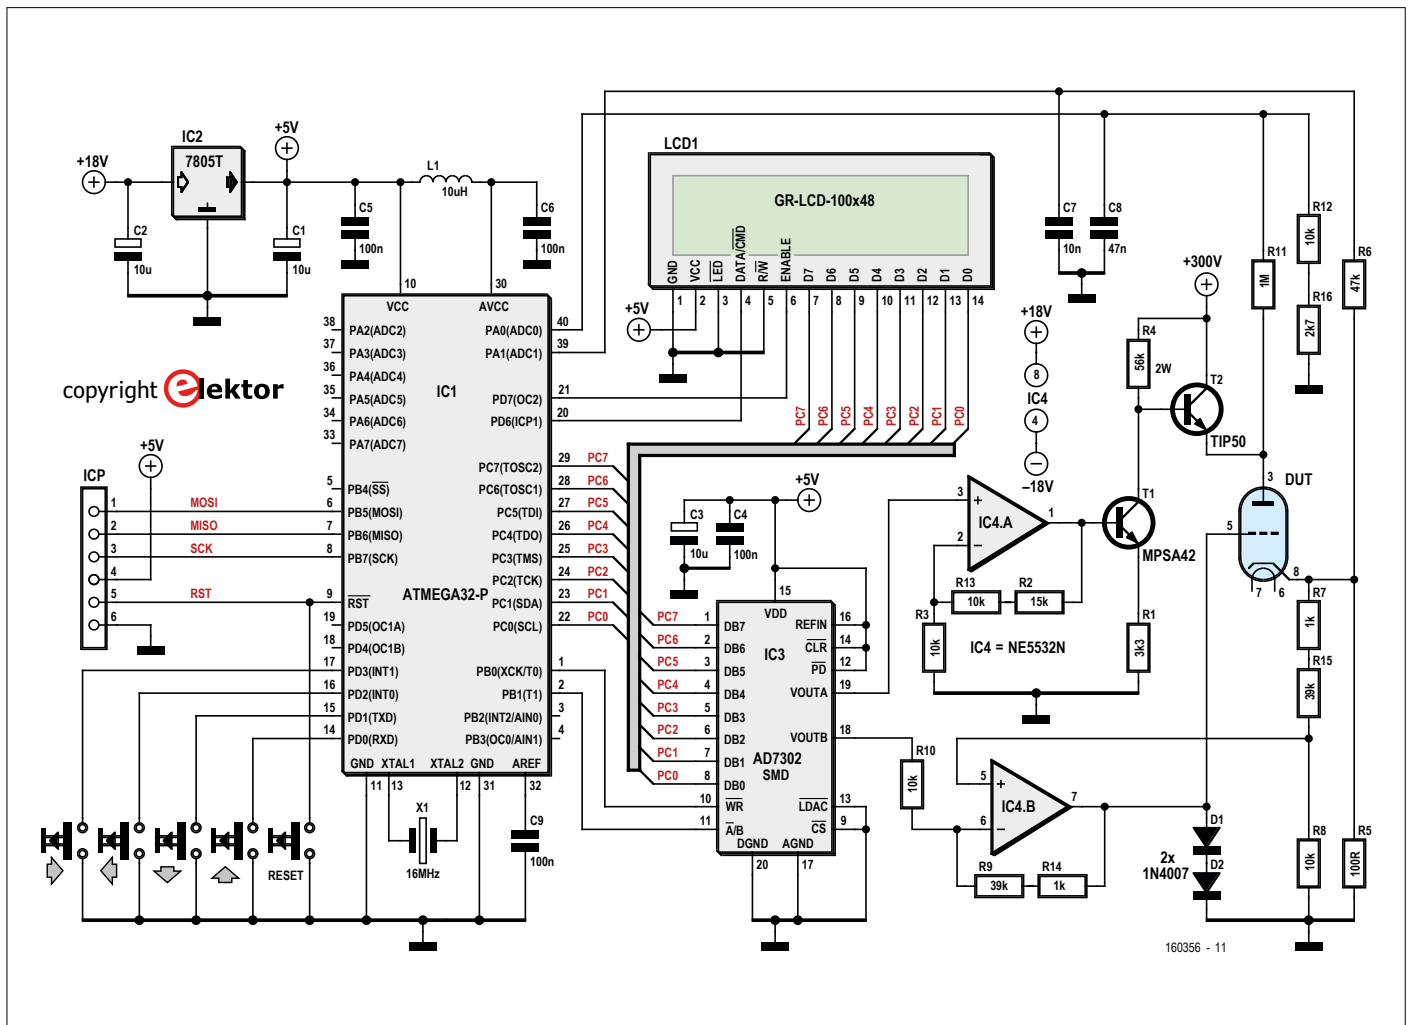 IC2
7805T
+18V
+5V
C2
10u
C1
10u
C5
100n
L1
10uH
C6
100n
LCD1
GR-LCD-100x48
GND
VCC
LED
DATA/CMD
R/W
ENABLE
D7
D6
D5
D4
D3
D2
D1
D0
1
2
3
4
5
6
7
8
9
10
11
12
13
14
+5V
PC7
PC6
PC5
PC4
PC3
PC2
PC1
PC0
C7
10n
C8
47n
R12
10k
R11
1M
R6
47k
R16
2k7
+300V
R4
56k
2W
T2
TIP50
+18V
8
IC4
4
−18V
copyright elektor
10
30
VCC
AVCC
38
PA2(ADC2)
37
PA3(ADC3)
36
PA4(ADC4)
35
PA5(ADC5)
34
PA6(ADC6)
33
PA7(ADC7)
5
PB4(SS)
6
PB5(MOSI)
7
PB6(MISO)
8
PB7(SCK)
9
RST
19
PD5(OC1A)
18
PD4(OC1B)
17
PD3(INT1)
16
PD2(INT0)
15
PD1(TXD)
14
PD0(RXD)
IC1
ATMEGA32-P
PA0(ADC0)
40
PA1(ADC1)
39
PD7(OC2)
21
PD6(ICP1)
20
PC7(TOSC2)
29
PC7
PC6(TOSC1)
28
PC6
PC5(TDI)
27
PC5
PC4(TDO)
26
PC4
PC3(TMS)
25
PC3
PC2(TCK)
24
PC2
PC1(SDA)
23
PC1
PC0(SCL)
22
PC0
PB0(XCK/T0)
1
PB1(T1)
2
PB2(INT2/AIN0)
3
PB3(OC0/AIN1)
4
GND
XTAL1
XTAL2
GND
AREF
11
13
12
31
32
X1
16MHz
C9
100n
ICP
+5V
1
MOSI
2
MISO
3
SCK
4
5
RST
6
RESET
C3
10u
C4
100n
+5V
15
VDD
PC7
1
DB7
PC6
2
DB6
PC5
3
DB5
PC4
4
DB4
PC3
5
DB3
PC2
6
DB2
PC1
7
DB1
PC0
8
DB0
10
WR
11
A/B
IC3
AD7302
SMD
REFIN
16
CLR
14
PD
12
VOUTA
19
VOUTB
18
LDAC
13
CS
9
DGND
AGND
20
17
3
2
IC4.A
1
R13
10k
R2
15k
R3
10k
IC4 = NE5532N
T1
MPSA42
R1
3k3
R10
10k
5
6
IC4.B
7
R9
39k
R14
1k
D1
D2
2x
1N4007
DUT
3
5
8
7
6
R7
1k
R15
39k
R8
10k
R5
100R
160356 - 11